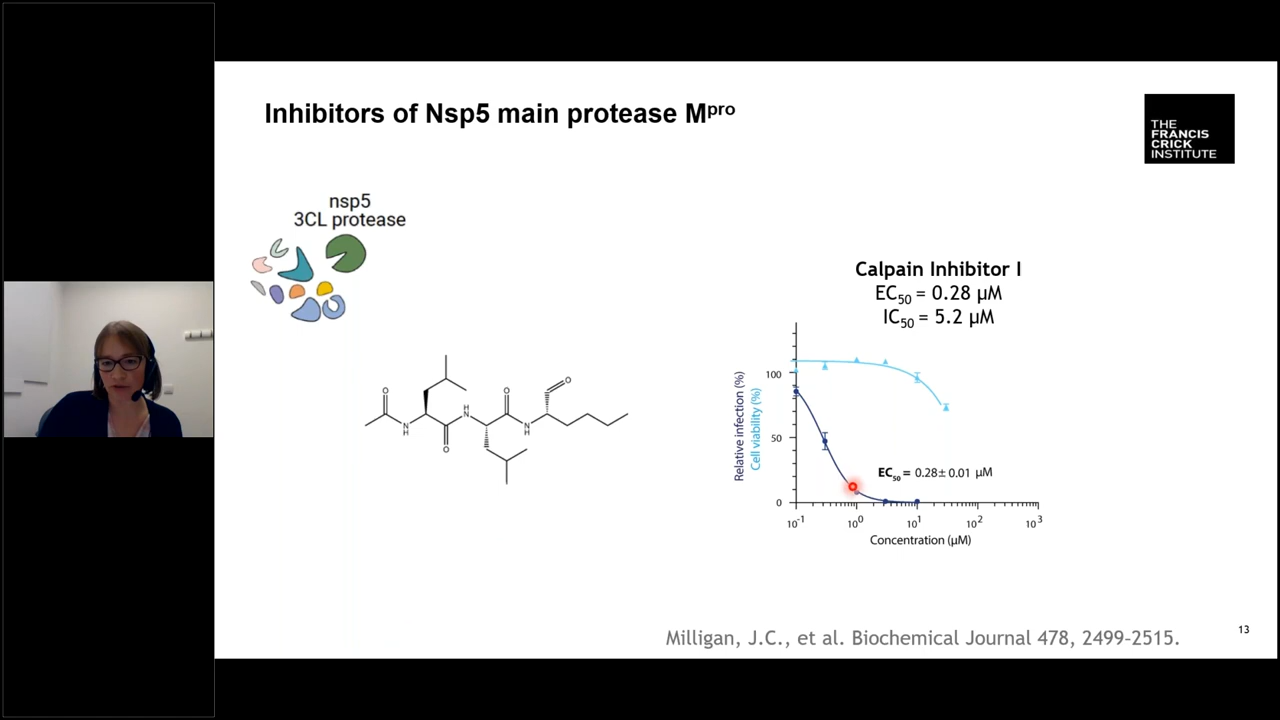 Inhibitors of Nsp5 main protease Mᵖʳᵒ
THE
FRANCIS
CRICK
INSTITUTE
nsp5
3CL protease
Calpain Inhibitor I
EC₅₀ = 0.28 µM
IC₅₀ = 5.2 µM
O
N
H
O
H
N
O
N
H
O
Relative infection (%)
Cell viability (%)
100
50
0
EC₅₀ = 0.28± 0.01 µM
10⁻¹ 10⁰ 10¹ 10² 10³
Concentration (µM)
Milligan, J.C., et al. Biochemical Journal 478, 2499-2515.
13